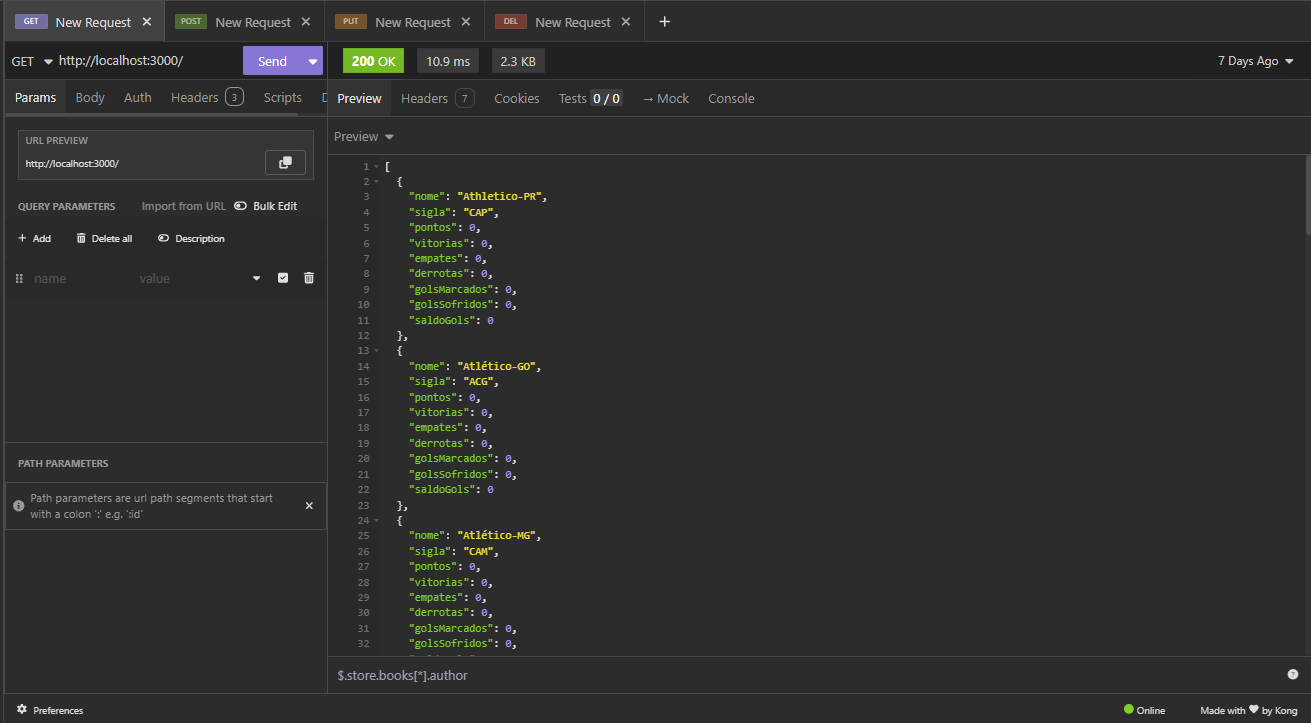 GET New Request × POST New Request × PUT New Request × DEL New Request × +
GET http://localhost:3000/ Send
200 OK 10.9 ms 2.3 KB 7 Days Ago
Params Body Auth Headers 3 Scripts
Preview Headers 7 Cookies Tests 0 / 0 → Mock Console
URL PREVIEW
http://localhost:3000/
QUERY PARAMETERS Import from URL Bulk Edit
+ Add Delete all Description
name value
PATH PARAMETERS
Path parameters are url path segments that start
with a colon ':' e.g. ':id'
Preview
1 [
2 {
3 "nome": "Athletico-PR",
4 "sigla": "CAP",
5 "pontos": 0,
6 "vitorias": 0,
7 "empates": 0,
8 "derrotas": 0,
9 "golsMarcados": 0,
10 "golsSofridos": 0,
11 "saldoGols": 0
12 },
13 {
14 "nome": "Atlético-GO",
15 "sigla": "ACG",
16 "pontos": 0,
17 "vitorias": 0,
18 "empates": 0,
19 "derrotas": 0,
20 "golsMarcados": 0,
21 "golsSofridos": 0,
22 "saldoGols": 0
23 },
24 {
25 "nome": "Atlético-MG",
26 "sigla": "CAM",
27 "pontos": 0,
28 "vitorias": 0,
29 "empates": 0,
30 "derrotas": 0,
31 "golsMarcados": 0,
32 "golsSofridos": 0,
$.store.books[*].author
Preferences
Online Made with ♥ by Kong